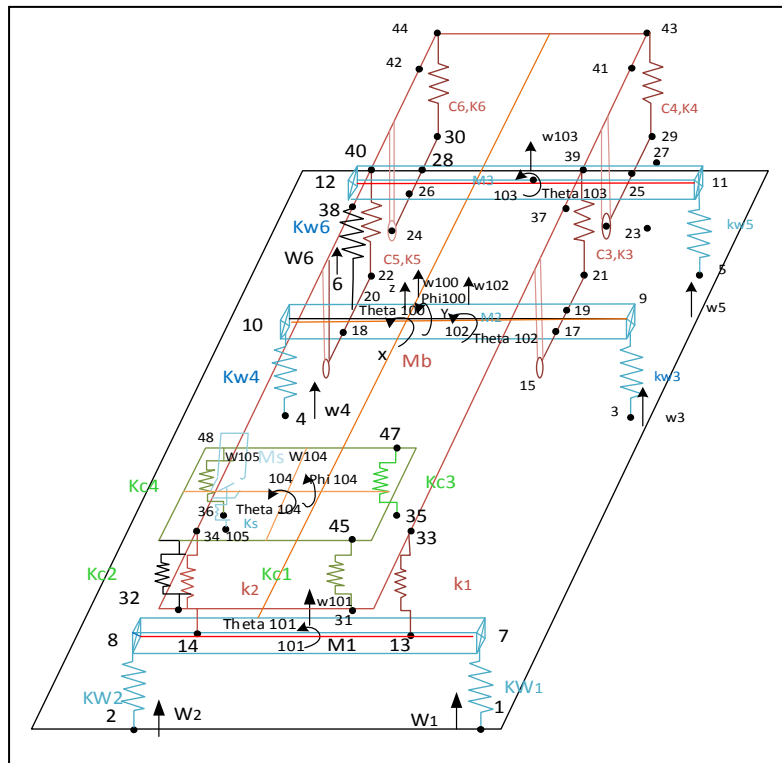 44
43
42
41
C6,K6
C4,K4
30
29
w103
40
28
39
27
12
M3
11
26
103
Theta 103
25
38
37
Kw6
24
23
kw5
W6
C5,K5
C3,K3
6
22
w100
21
5
z
w102
20
Phi100
9
Theta 100
Y
19
w5
10
18
102
M2
17
X
Theta 102
Mb
Kw4
15
kw3
w4
4
3
w3
48
47
W105
Ms
W104
Kc4
104
Phi 104
Kc3
36
Theta 104
Ks
35
34
105
45
33
Kc2
k2
Kc1
k1
32
w101
31
Theta 101
8
14
101
M1
13
7
KW2
KW1
2
W2
W1
1